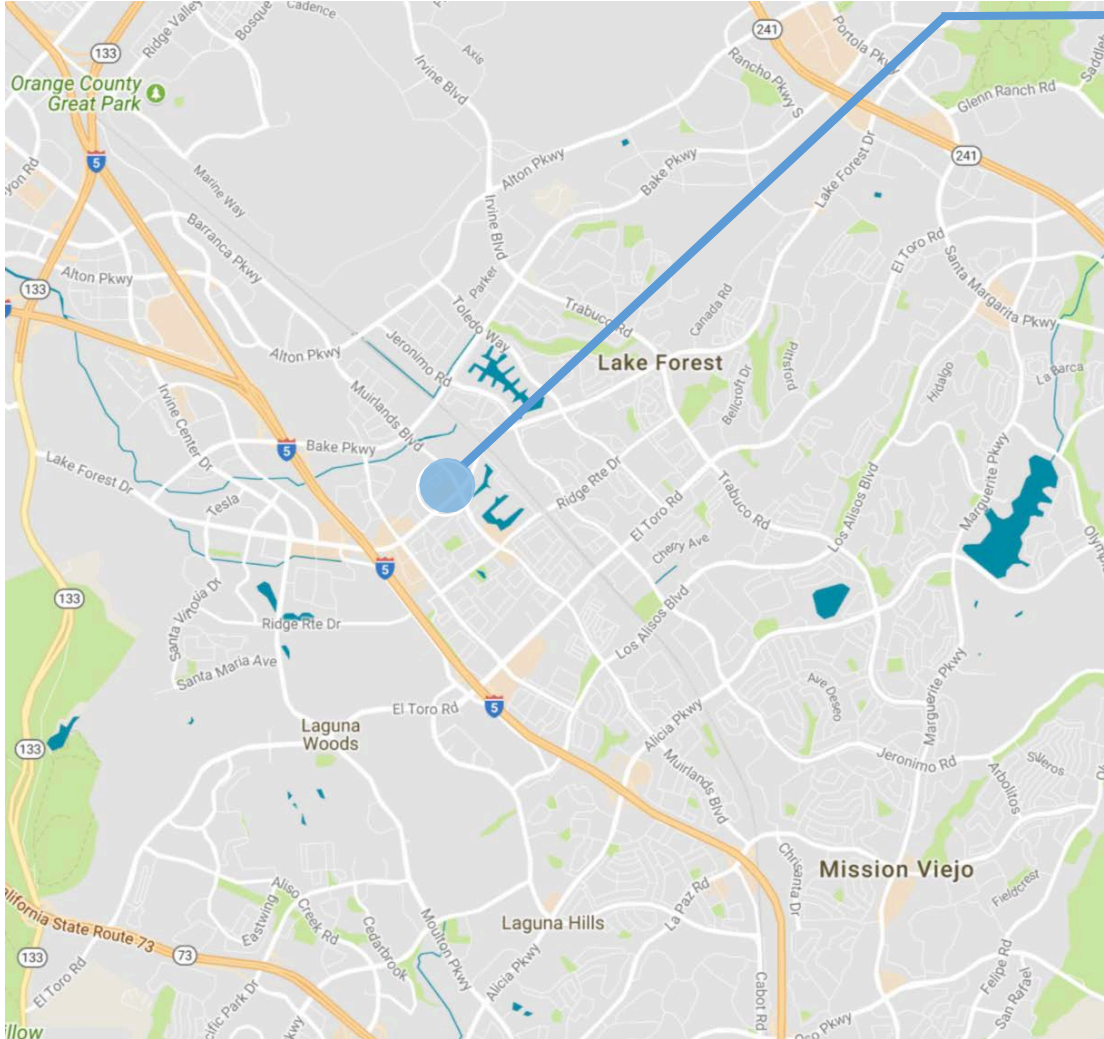 Cadence
Ridge Valley
Bosque
133
Axis
Irvine Blvd
241
Portola Pkwy
Rancho Pkwy S
Glenn Ranch Rd
Orange County
Great Park
5
Alton Pkwy
Bake Pkwy
Lake Forest Dr
241
Marine Way
Irvine Blvd
Barranca Pkwy
El Toro Rd
Alton Pkwy
133
Parker
Santa Margarita Pkwy
Toledo Way
Trabuco Rd
Canada Rd
Alton Pkwy
Jeronimo Rd
Lake Forest
Pittsford
La Barca
Bellcroft Dr
Hidalgo
Muirlands Blvd
Irvine Center Dr
Bake Pkwy
5
Marguerite Pkwy
Lake Forest Dr
Tesla
Ridge Rte Dr
El Toro Rd
Trabuco Rd
Los Alisos Blvd
Cherry Ave
5
133
Ridge Rte Dr
Los Alisos Blvd
Santa Maria Ave
Ave Deseo
Marguerite Pkwy
El Toro Rd
5
Alicia Pkwy
Laguna
Woods
133
Jeronimo Rd
Muirlands Blvd
Arbolitos
Chrisanta Dr
Mission Viejo
Fieldcrest
La Paz Rd
Aliso Creek Rd
Eastwing
Cedarbrook
Moulton Pkwy
Laguna Hills
California State Route 73
73
133
El Toro Rd
Alicia Pkwy
Cabot Rd
Felipe Rd
San Rafael